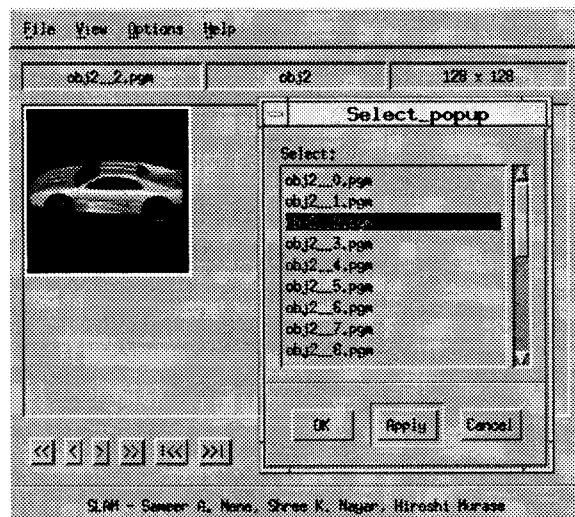 File View Options Help
obj2__2.pgm obj2 128 x 128
Select_popup
Select:
obj2__0.pgm
obj2__1.pgm
obj2__3.pgm
obj2__4.pgm
obj2__5.pgm
obj2__6.pgm
obj2__7.pgm
obj2__8.pgm
OK Apply Cancel
<< < > >> |<< >>|
SLAM - Sameer A. Nene, Shree K. Nayar, Hiroshi Murase